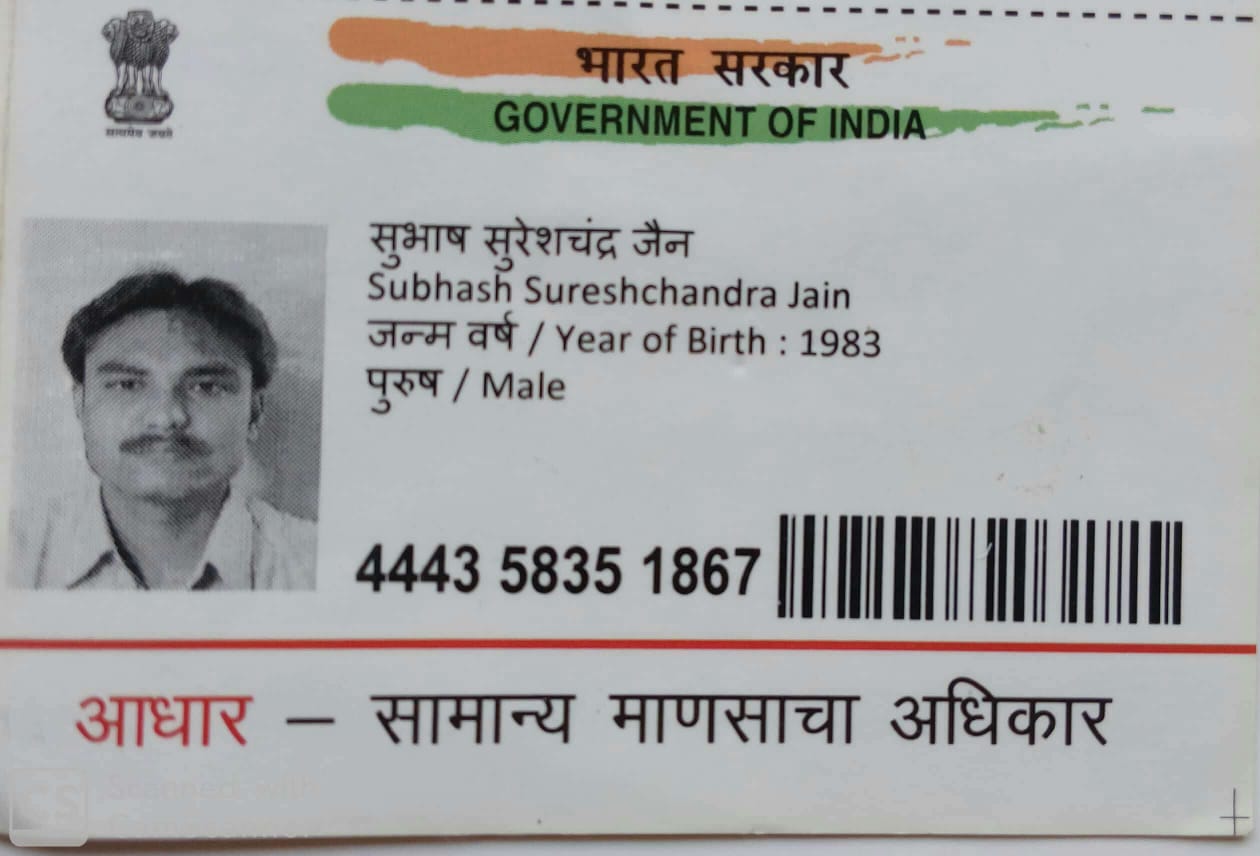 भारत सरकार
GOVERNMENT OF INDIA
सत्यमेव जयते
सुभाष सुरेशचंद्र जैन
Subhash Sureshchandra Jain
जन्म वर्ष / Year of Birth : 1983
पुरुष / Male
4443 5835 1867
आधार – सामान्य माणसाचा अधिकार
CS Scanned with
CamScanner